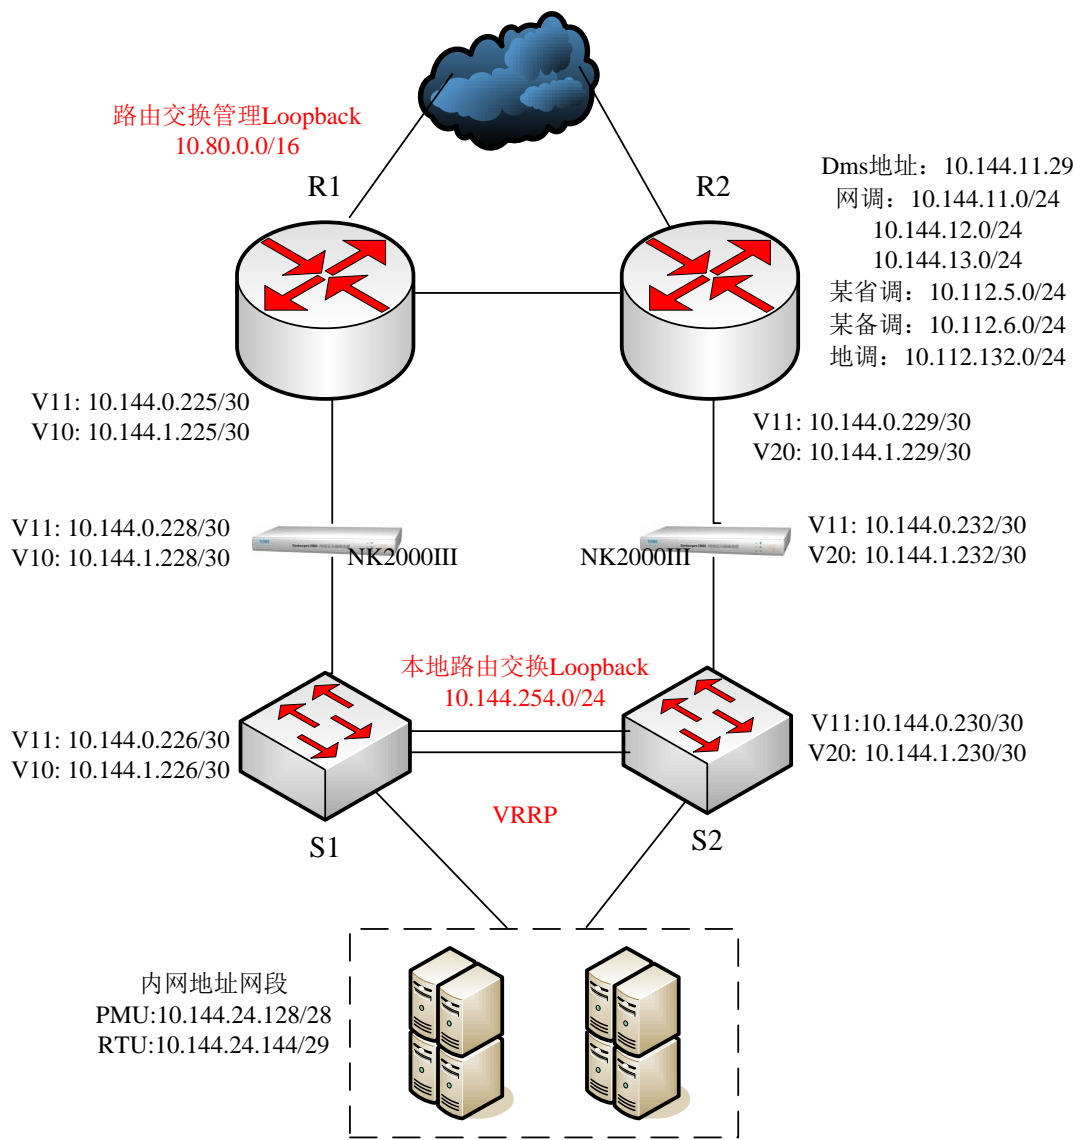 路由交换管理Loopback
10.80.0.0/16
R1
R2
Dms地址：10.144.11.29
网调：10.144.11.0/24
10.144.12.0/24
10.144.13.0/24
某省调：10.112.5.0/24
某备调：10.112.6.0/24
地调：10.112.132.0/24
V11: 10.144.0.225/30
V10: 10.144.1.225/30
V11: 10.144.0.229/30
V20: 10.144.1.229/30
V11: 10.144.0.228/30
V10: 10.144.1.228/30
NK2000III
NK2000III
V11: 10.144.0.232/30
V20: 10.144.1.232/30
本地路由交换Loopback
10.144.254.0/24
V11: 10.144.0.226/30
V10: 10.144.1.226/30
V11:10.144.0.230/30
V20: 10.144.1.230/30
VRRP
S1
S2
内网地址网段
PMU:10.144.24.128/28
RTU:10.144.24.144/29